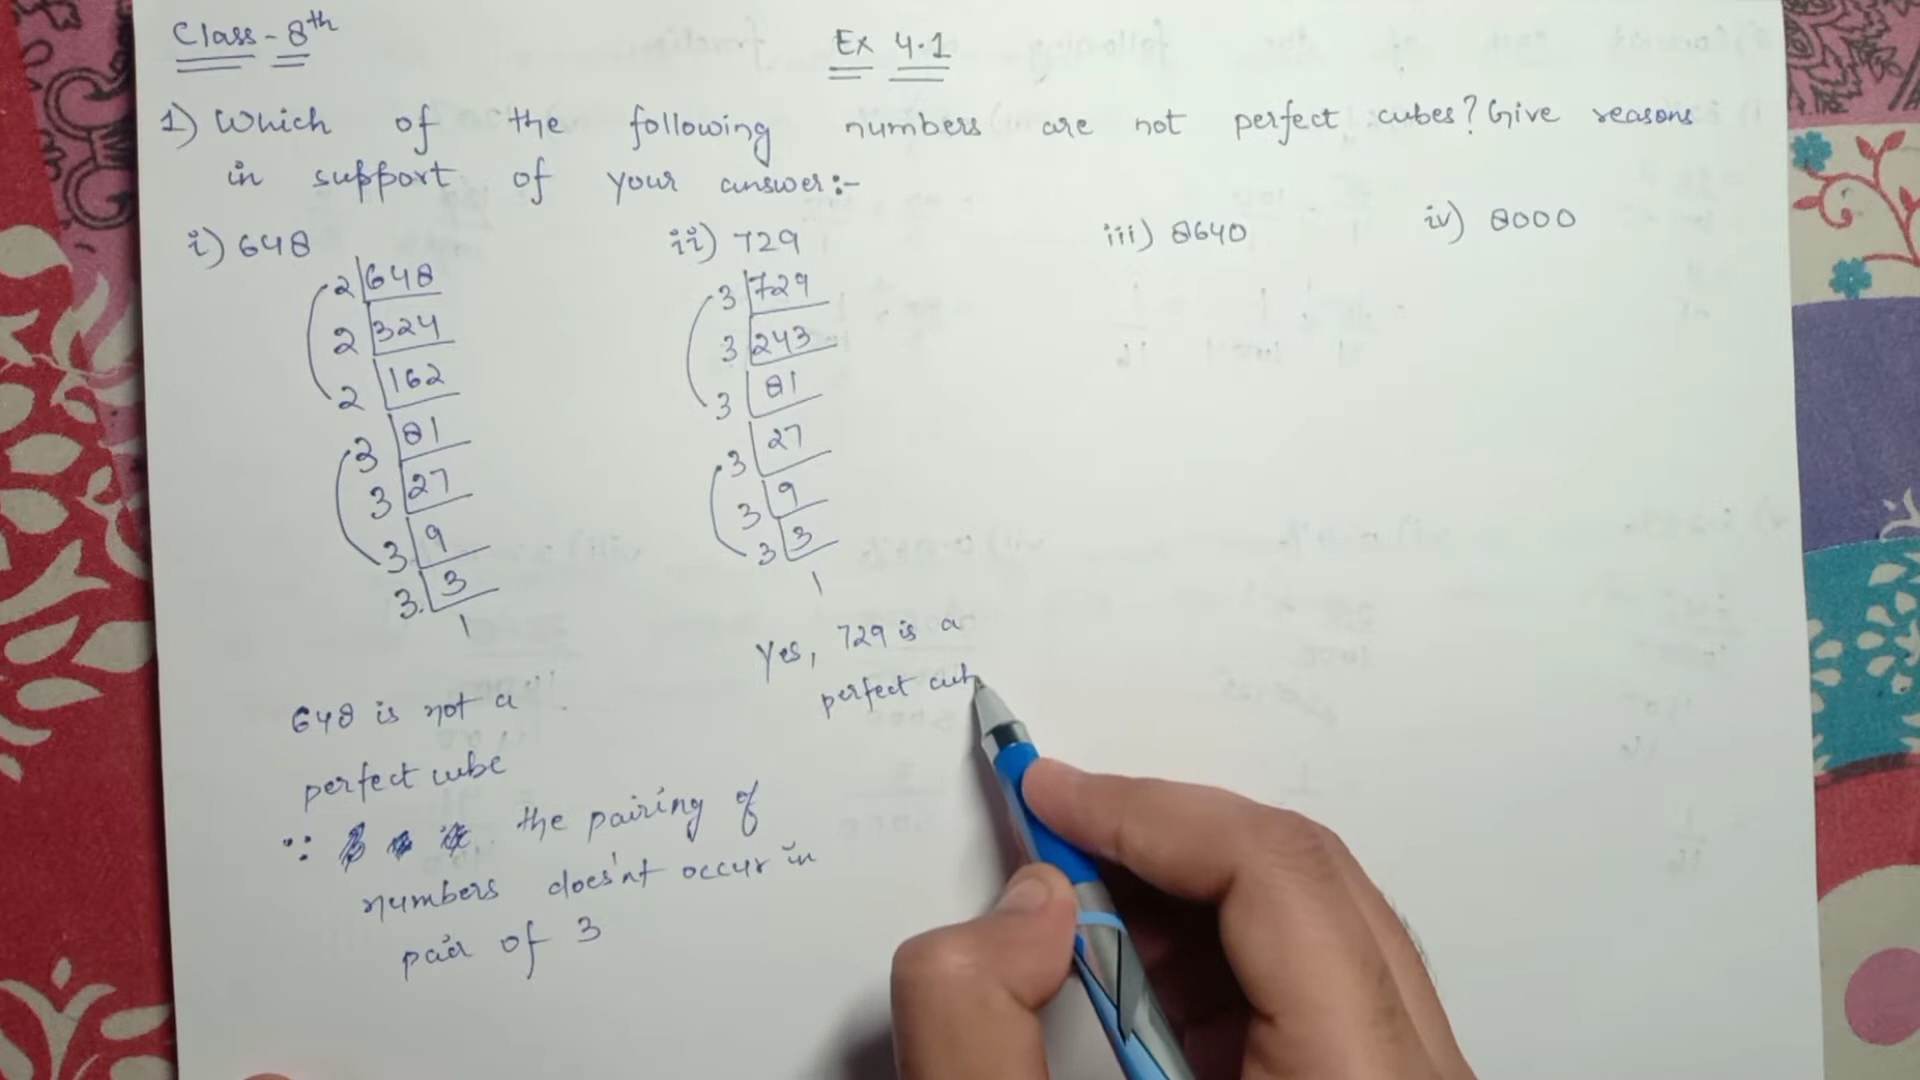 Class - 8th
Ex 4.1
1) Which of the following numbers are not perfect cubes? Give reasons
in support of your answer:-
i) 648
2 648
2 324
2 162
3 81
3 27
3 9
3 3
1
648 is not a
perfect cube
∵ the pairing of
numbers does'nt occur in
pair of 3
ii) 729
3 729
3 243
3 81
3 27
3 9
3 3
1
Yes, 729 is a
perfect cub
iii) 8640
iv) 8000